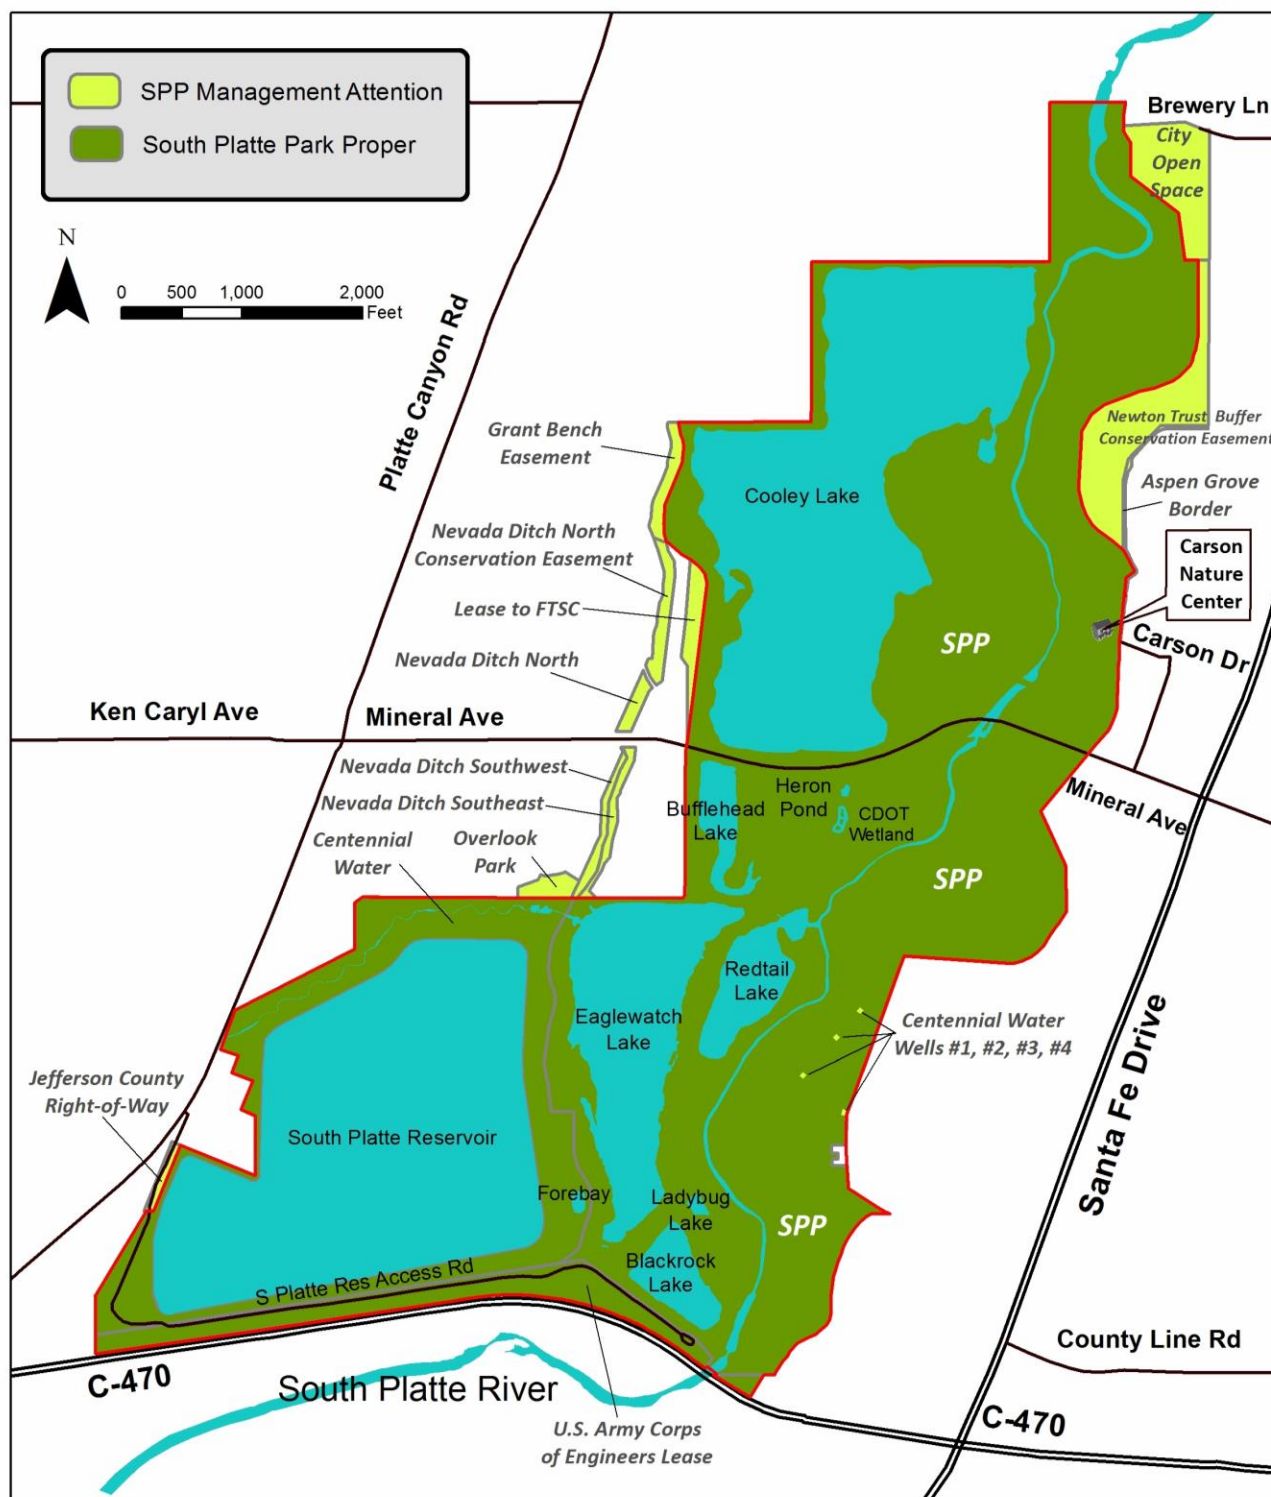 SPP Management Attention
South Platte Park Proper
N
0 500 1,000 2,000
Feet
Brewery Ln
City
Open
Space
Platte Canyon Rd
Grant Bench
Easement
Newton Trust Buffer
Conservation Easement
Cooley Lake
Aspen Grove
Border
Nevada Ditch North
Conservation Easement
Carson
Nature
Center
Lease to FTSC
SPP
Carson Dr
Nevada Ditch North
Ken Caryl Ave
Mineral Ave
Nevada Ditch Southwest
Nevada Ditch Southeast
Bufflehead
Lake
Heron
Pond
CDOT
Wetland
Mineral Ave
Centennial
Water
Overlook
Park
SPP
Redtail
Lake
Eaglewatch
Lake
Centennial Water
Wells #1, #2, #3, #4
Santa Fe Drive
Jefferson County
Right-of-Way
South Platte Reservoir
Forebay
Ladybug
Lake
SPP
Blackrock
Lake
S Platte Res Access Rd
County Line Rd
C-470
South Platte River
C-470
U.S. Army Corps
of Engineers Lease